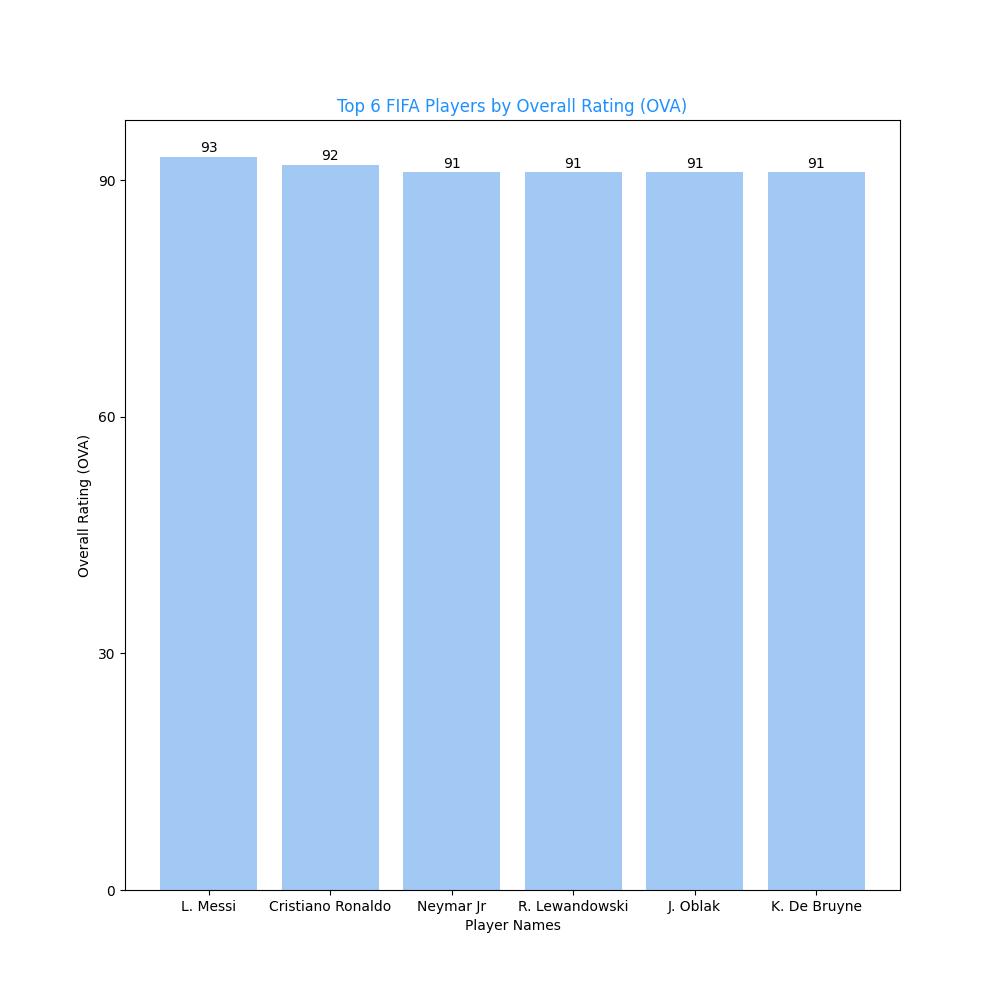 Top 6 FIFA Players by Overall Rating (OVA)
93
92
91
91
91
91
90
60
30
0
Overall Rating (OVA)
L. Messi
Cristiano Ronaldo
Neymar Jr
R. Lewandowski
J. Oblak
K. De Bruyne
Player Names